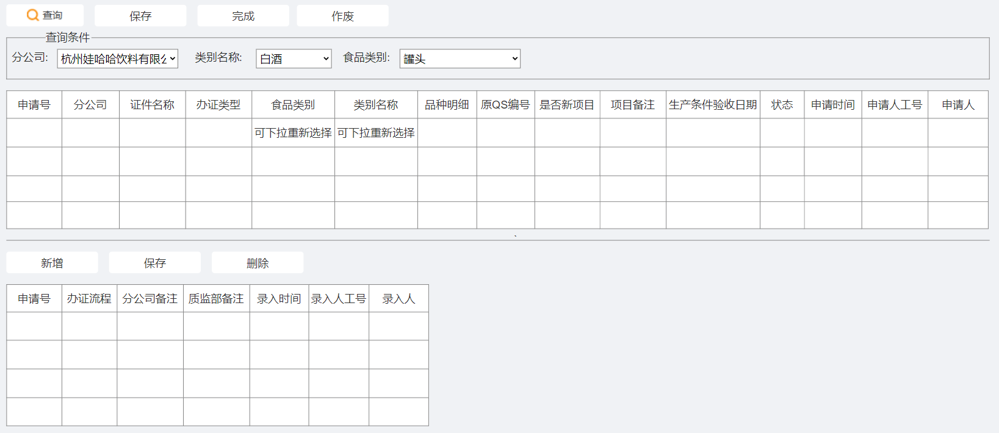 查询 保存 完成 作废
查询条件
分公司: 杭州娃哈哈饮料有限公 类别名称: 白酒 食品类别: 罐头
申请号 分公司 证件名称 办证类型 食品类别 类别名称 品种明细 原QS编号 是否新项目 项目备注 生产条件验收日期 状态 申请时间 申请人工号 申请人
可下拉重新选择 可下拉重新选择
、
新增 保存 删除
申请号 办证流程 分公司备注 质监部备注 录入时间 录入人工号 录入人